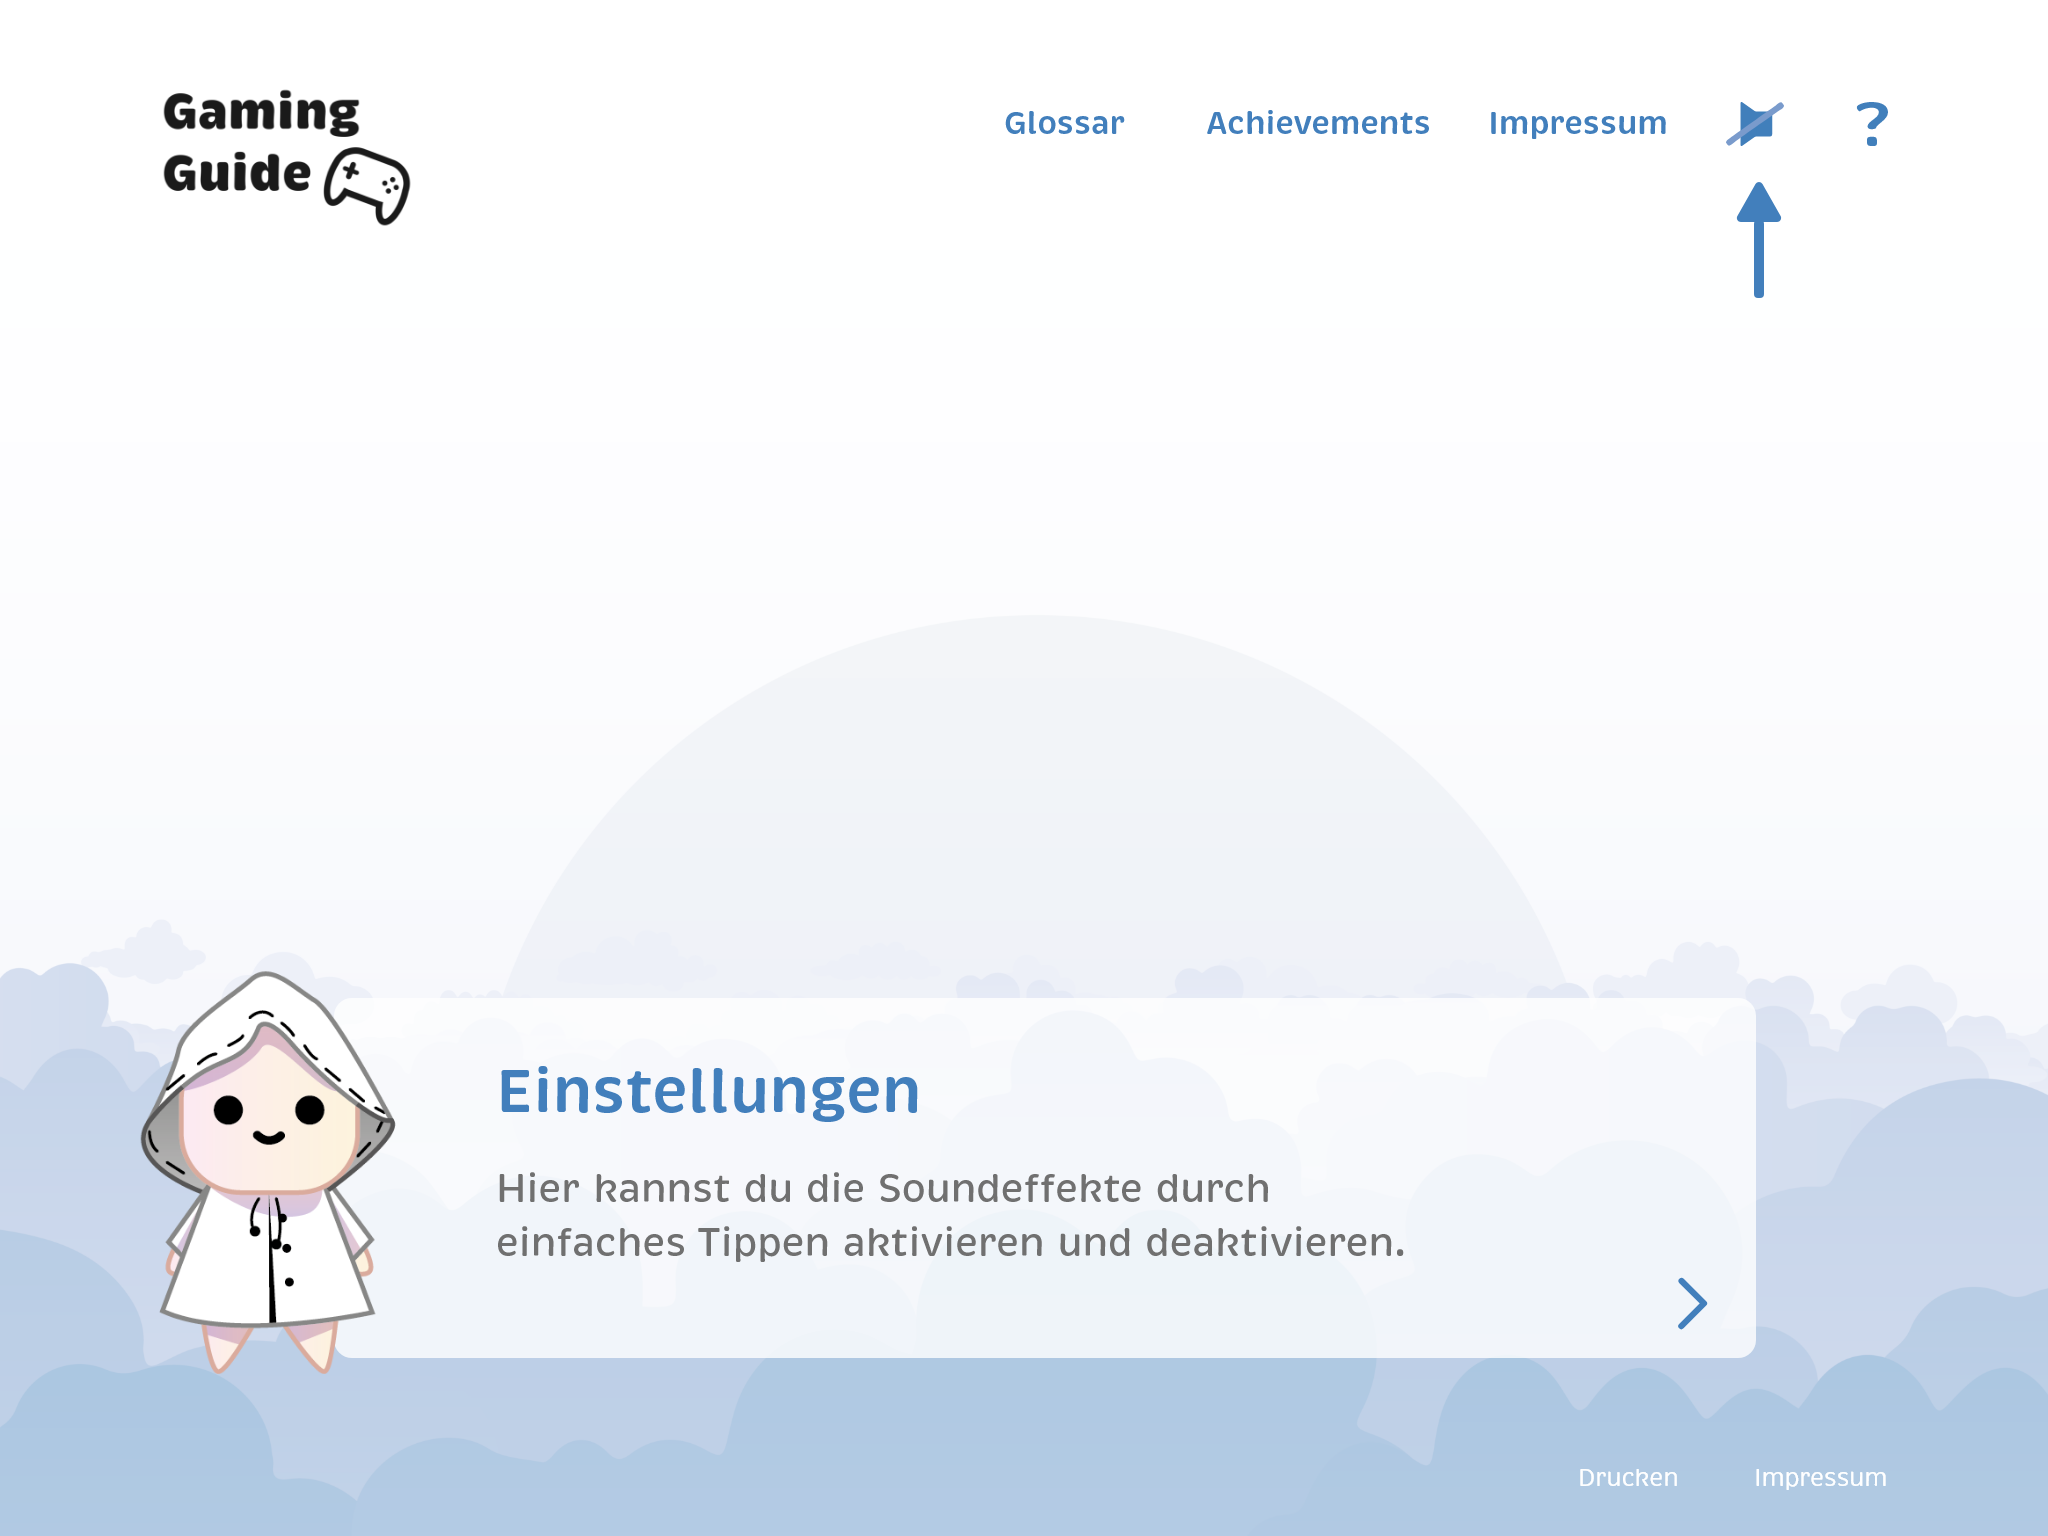 Gaming
Guide
Glossar
Achievements
Impressum
?
Einstellungen
Hier kannst du die Soundeffekte durch
einfaches Tippen aktivieren und deaktivieren.
Drucken
Impressum